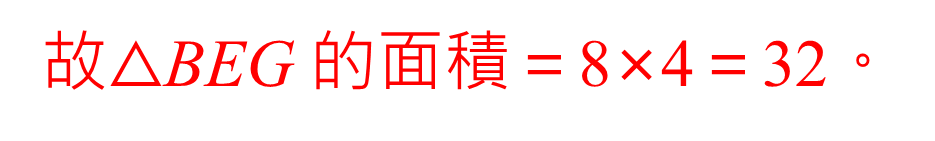 故△BEG 的面積 = 8×4 = 32。